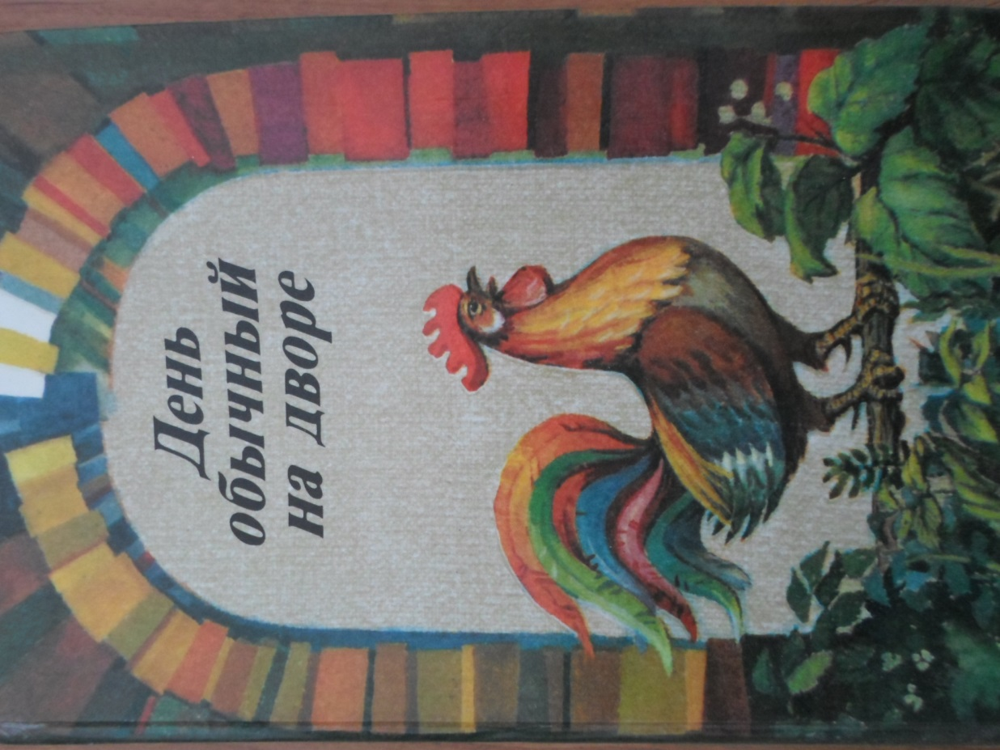 День
обычный
на дворе